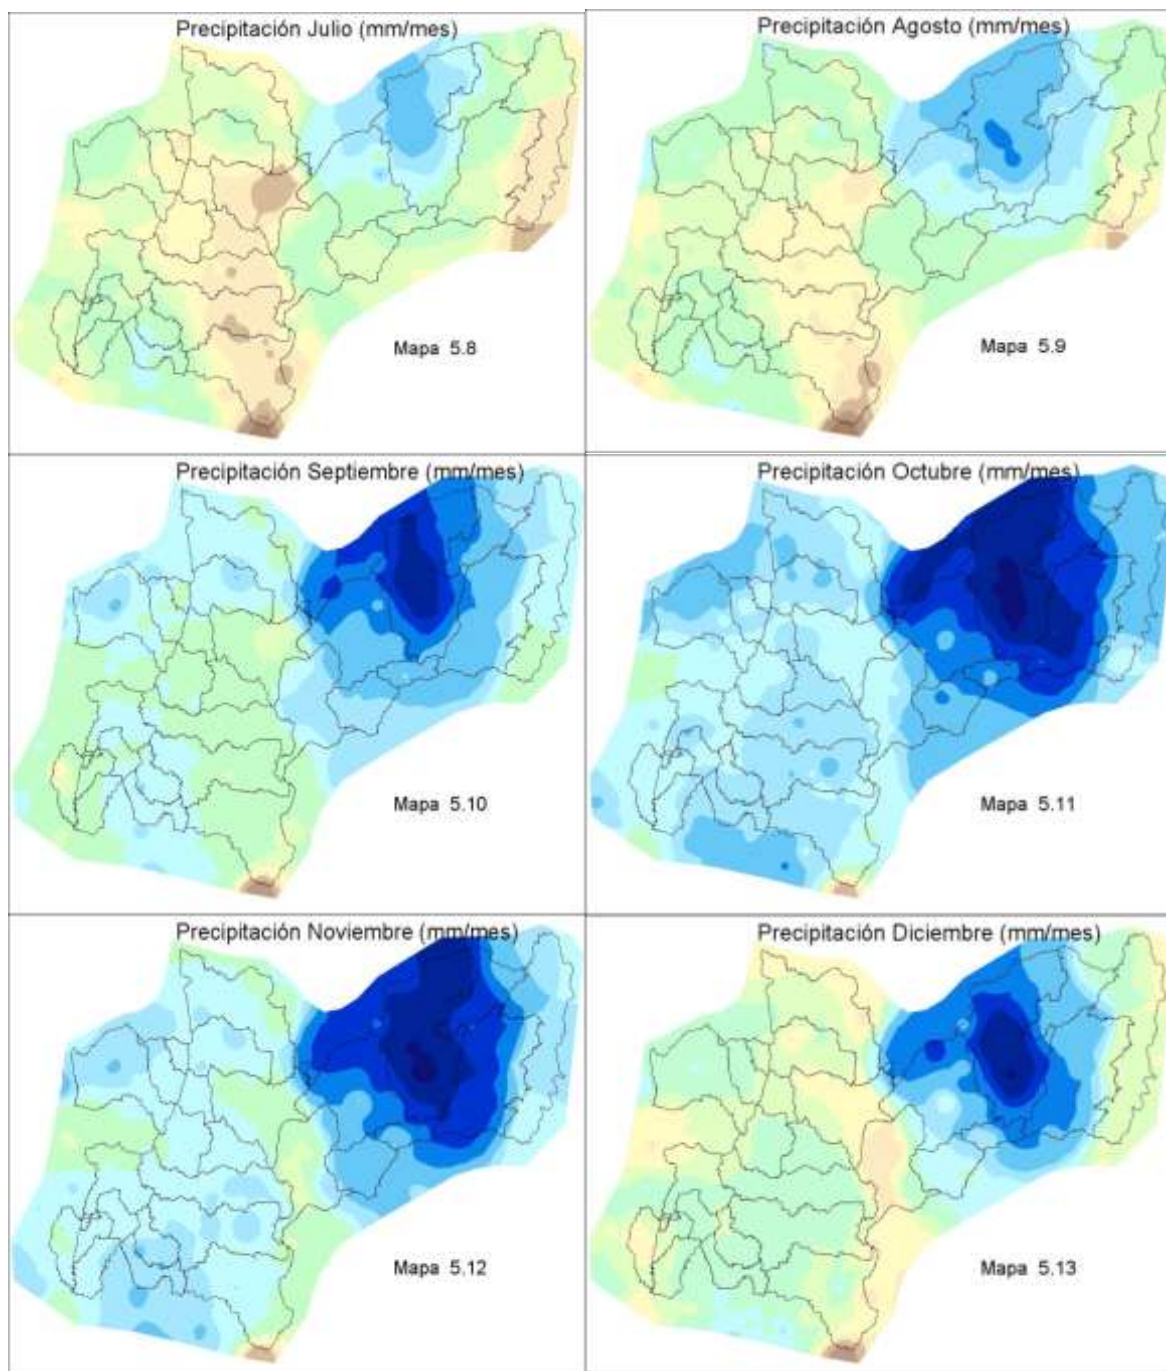 Precipitación Julio (mm/mes)
Precipitación Agosto (mm/mes)
Mapa 5.8
Mapa 5.9
Precipitación Septiembre (mm/mes)
Precipitación Octubre (mm/mes)
Mapa 5.10
Mapa 5.11
Precipitación Noviembre (mm/mes)
Precipitación Diciembre (mm/mes)
Mapa 5.12
Mapa 5.13